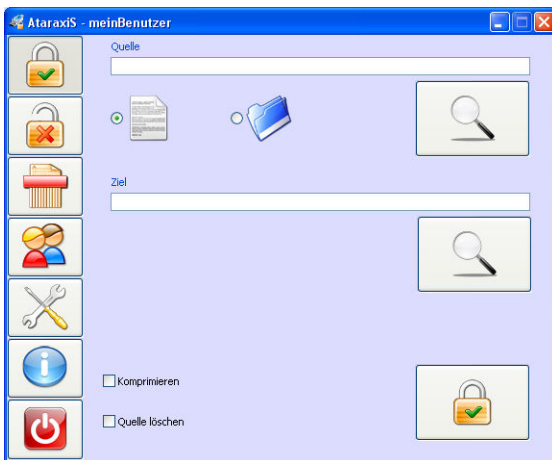 AtaraxiS - meinBenutzer
Quelle
Ziel
Komprimieren
Quelle löschen